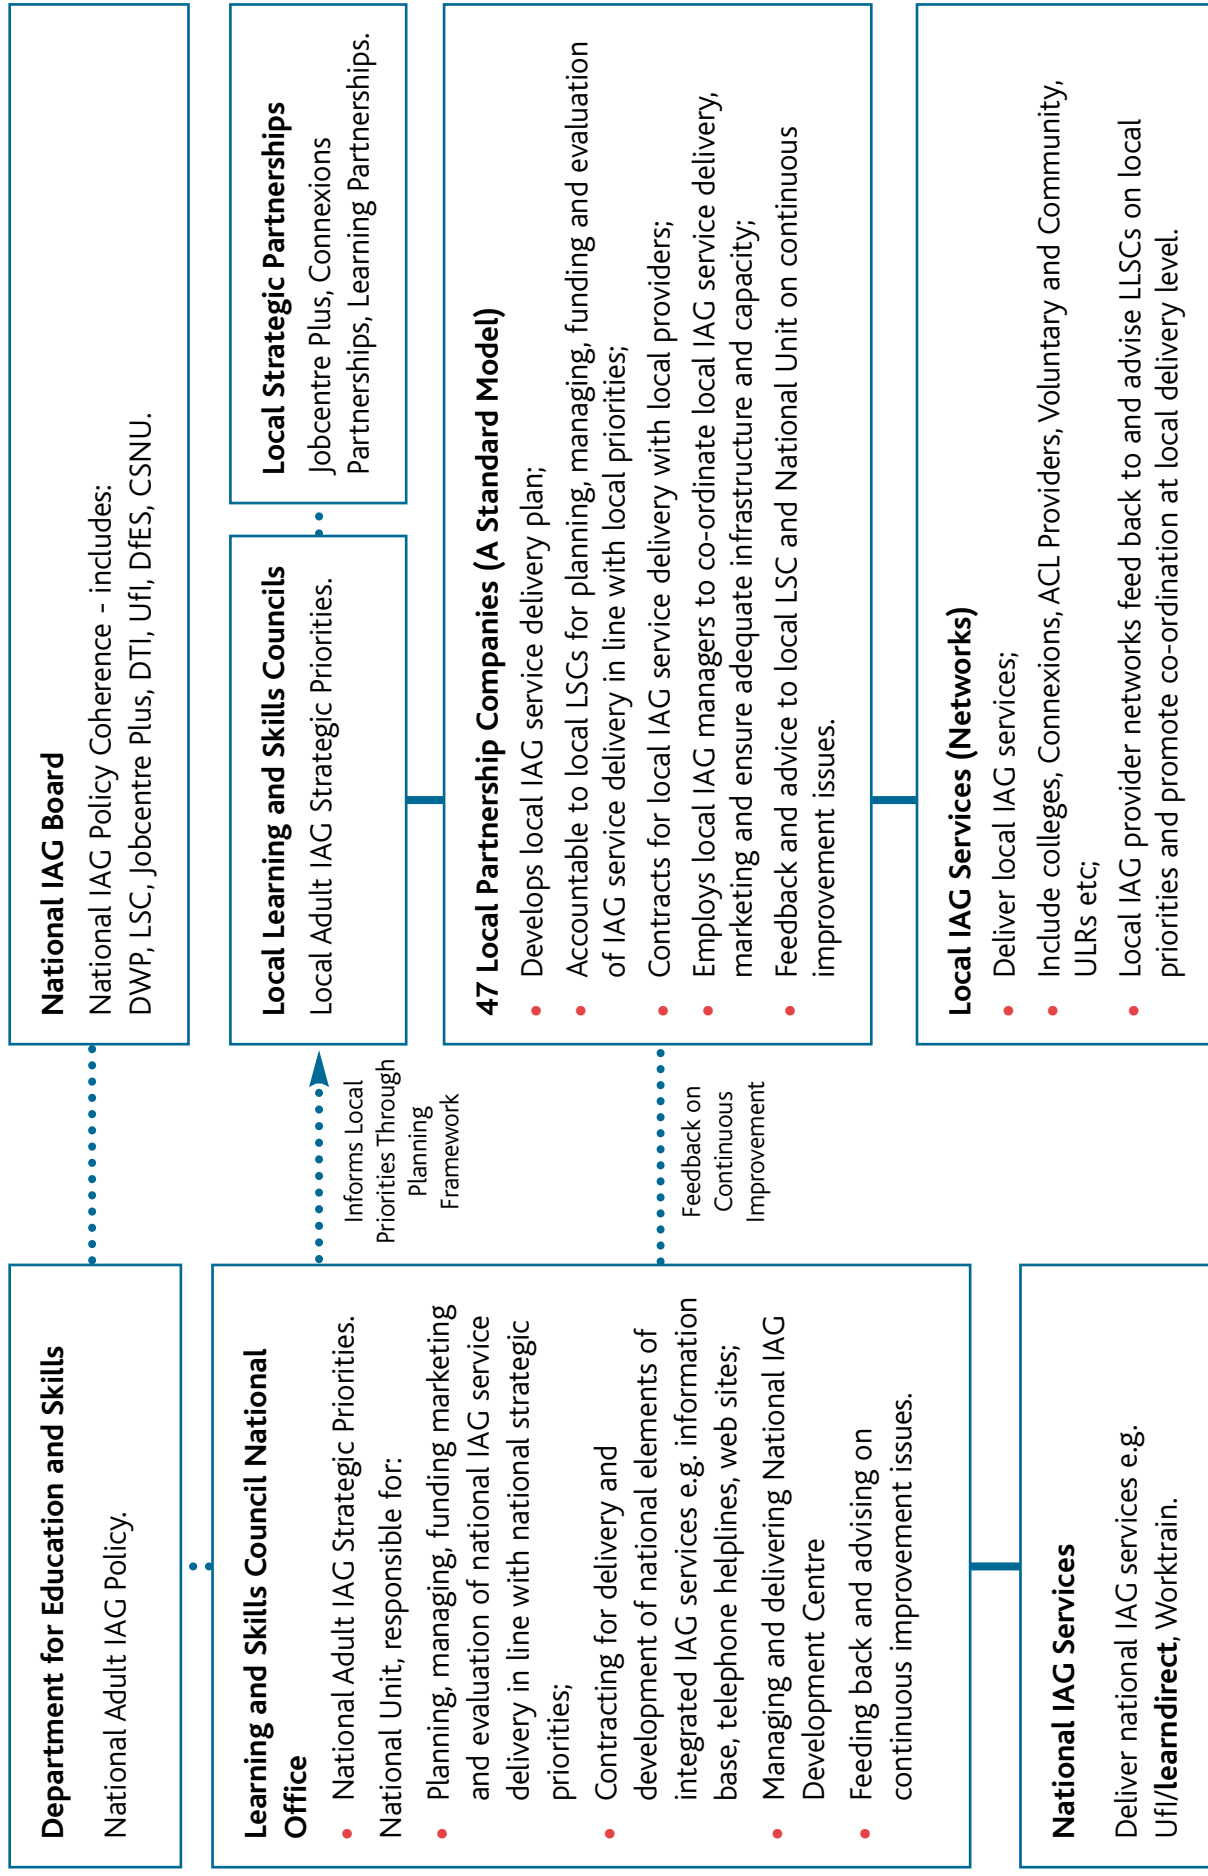 Department for Education and Skills
National Adult IAG Policy.
National IAG Board
National IAG Policy Coherence - includes:
DWP, LSC, Jobcentre Plus, DTI, UfI, DfES, CSNU.
Learning and Skills Council National
Office
• National Adult IAG Strategic Priorities.
National Unit, responsible for:
• Planning, managing, funding marketing
and evaluation of national IAG service
delivery in line with national strategic
priorities;
• Contracting for delivery and
development of national elements of
integrated IAG services e.g. information
base, telephone helplines, web sites;
• Managing and delivering National IAG
Development Centre
• Feeding back and advising on
continuous improvement issues.
Informs Local
Priorities Through
Planning
Framework
Local Learning and Skills Councils
Local Adult IAG Strategic Priorities.
Local Strategic Partnerships
Jobcentre Plus, Connexions
Partnerships, Learning Partnerships.
Feedback on
Continuous
Improvement
47 Local Partnership Companies (A Standard Model)
• Develops local IAG service delivery plan;
• Accountable to local LSCs for planning, managing, funding and evaluation
of IAG service delivery in line with local priorities;
• Contracts for local IAG service delivery with local providers;
• Employs local IAG managers to co-ordinate local IAG service delivery,
marketing and ensure adequate infrastructure and capacity;
• Feedback and advice to local LSC and National Unit on continuous
improvement issues.
National IAG Services
Deliver national IAG services e.g.
UfI/learndirect, Worktrain.
Local IAG Services (Networks)
• Deliver local IAG services;
• Include colleges, Connexions, ACL Providers, Voluntary and Community,
ULRs etc;
• Local IAG provider networks feed back to and advise LLSCs on local
priorities and promote co-ordination at local delivery level.